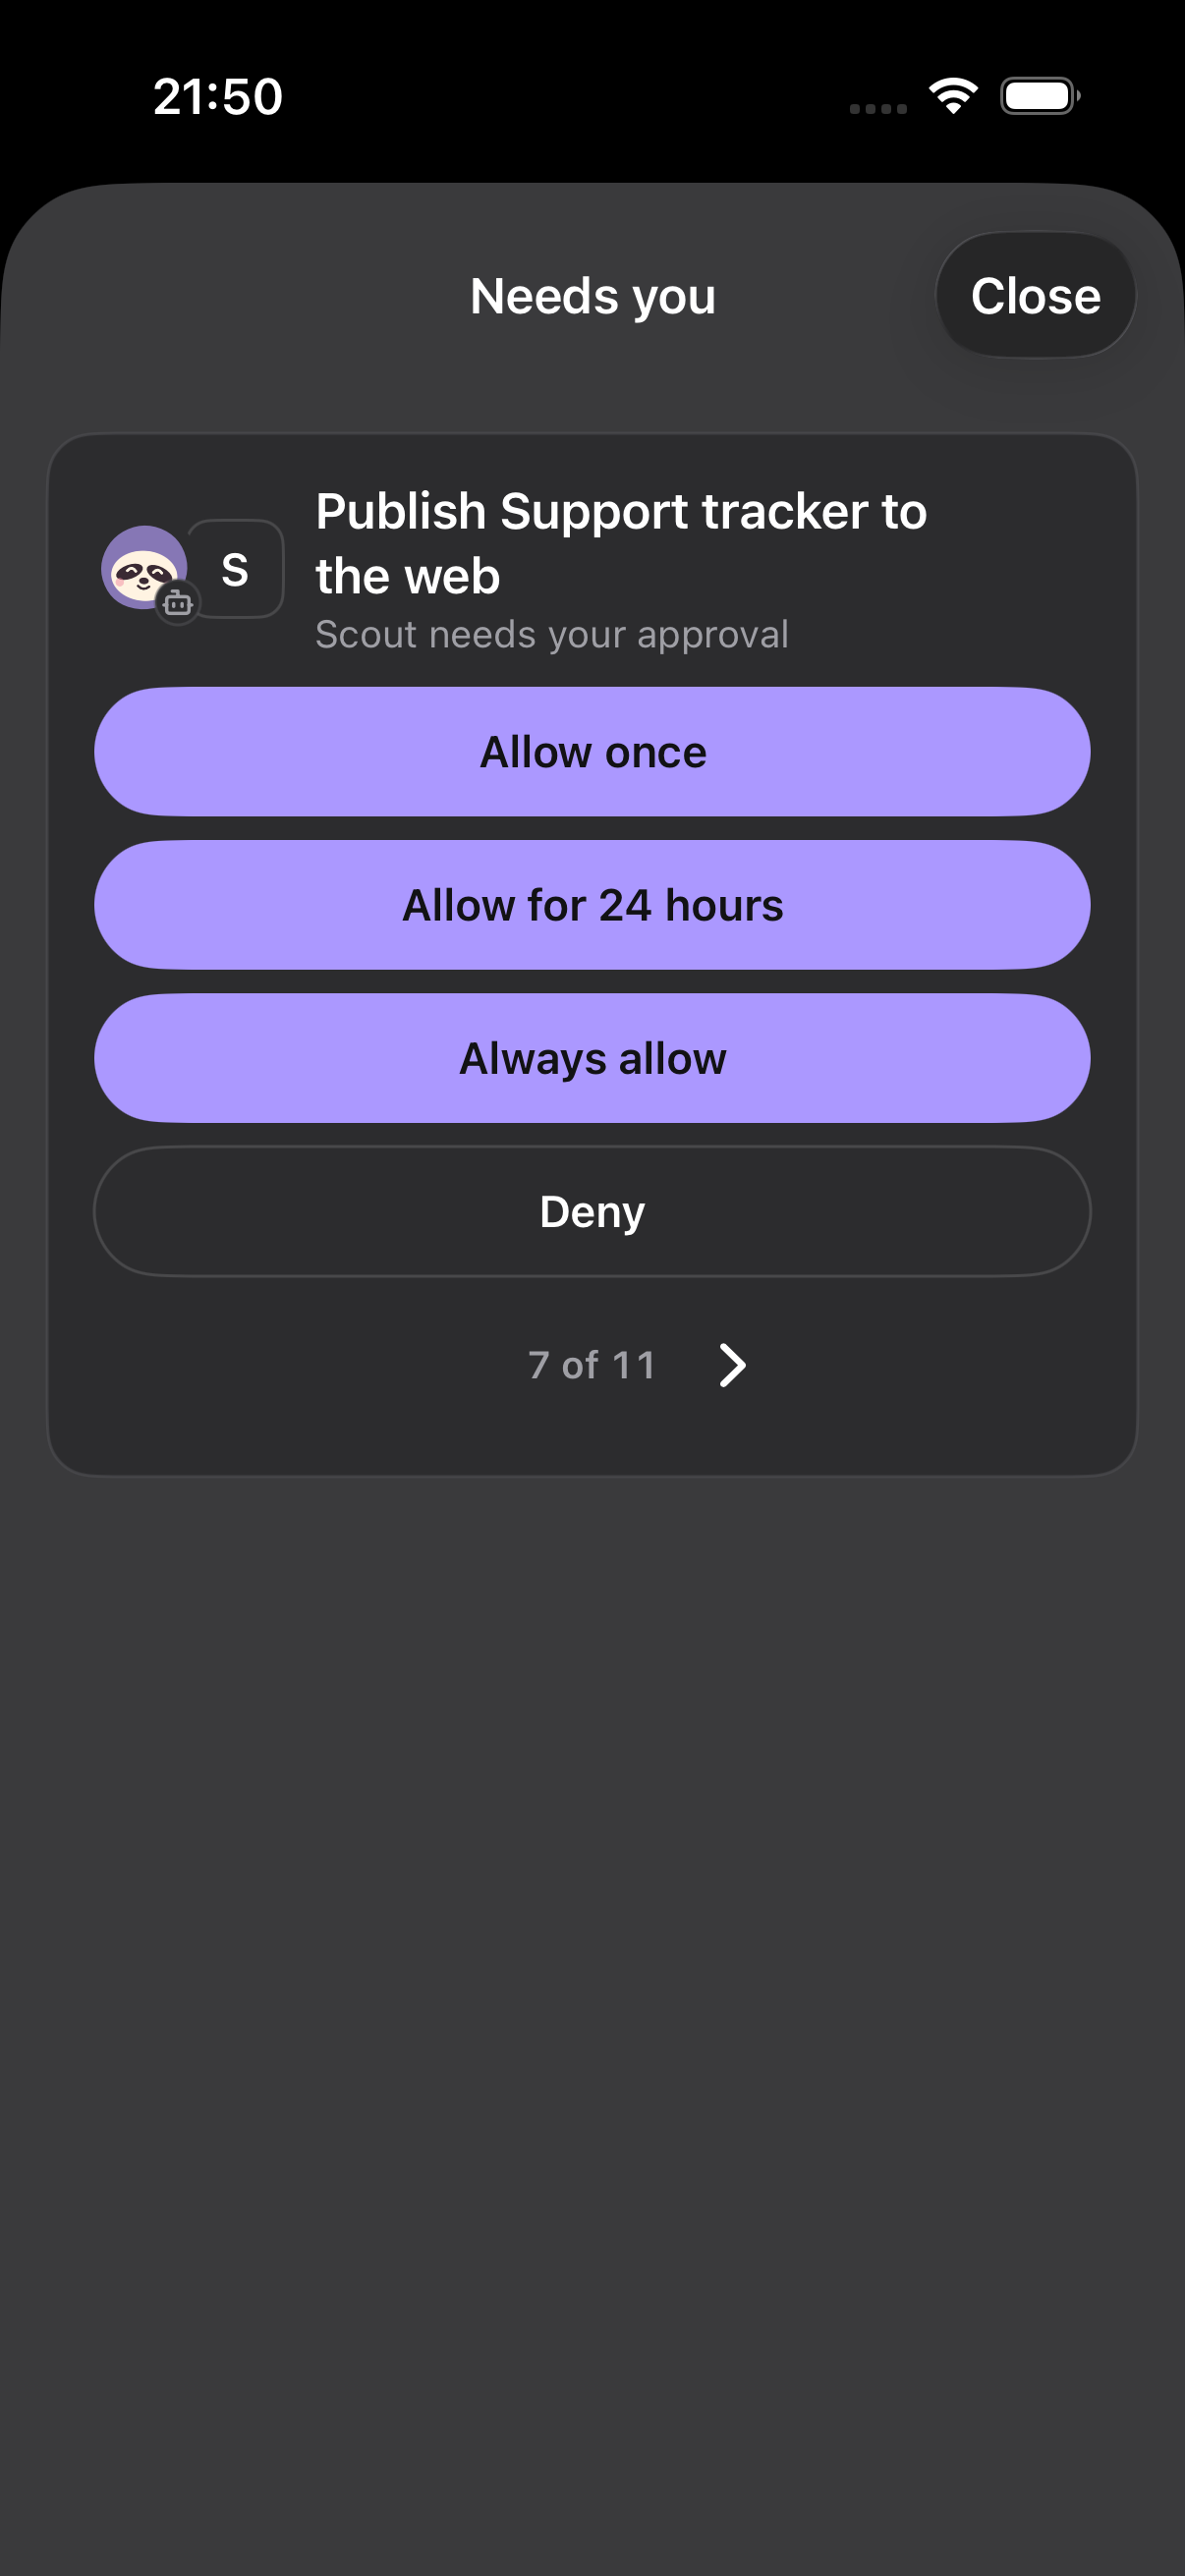 21:50
Needs you
Close
Publish Support tracker to
the web
S
Scout needs your approval
Allow once
Allow for 24 hours
Always allow
Deny
7 of 11